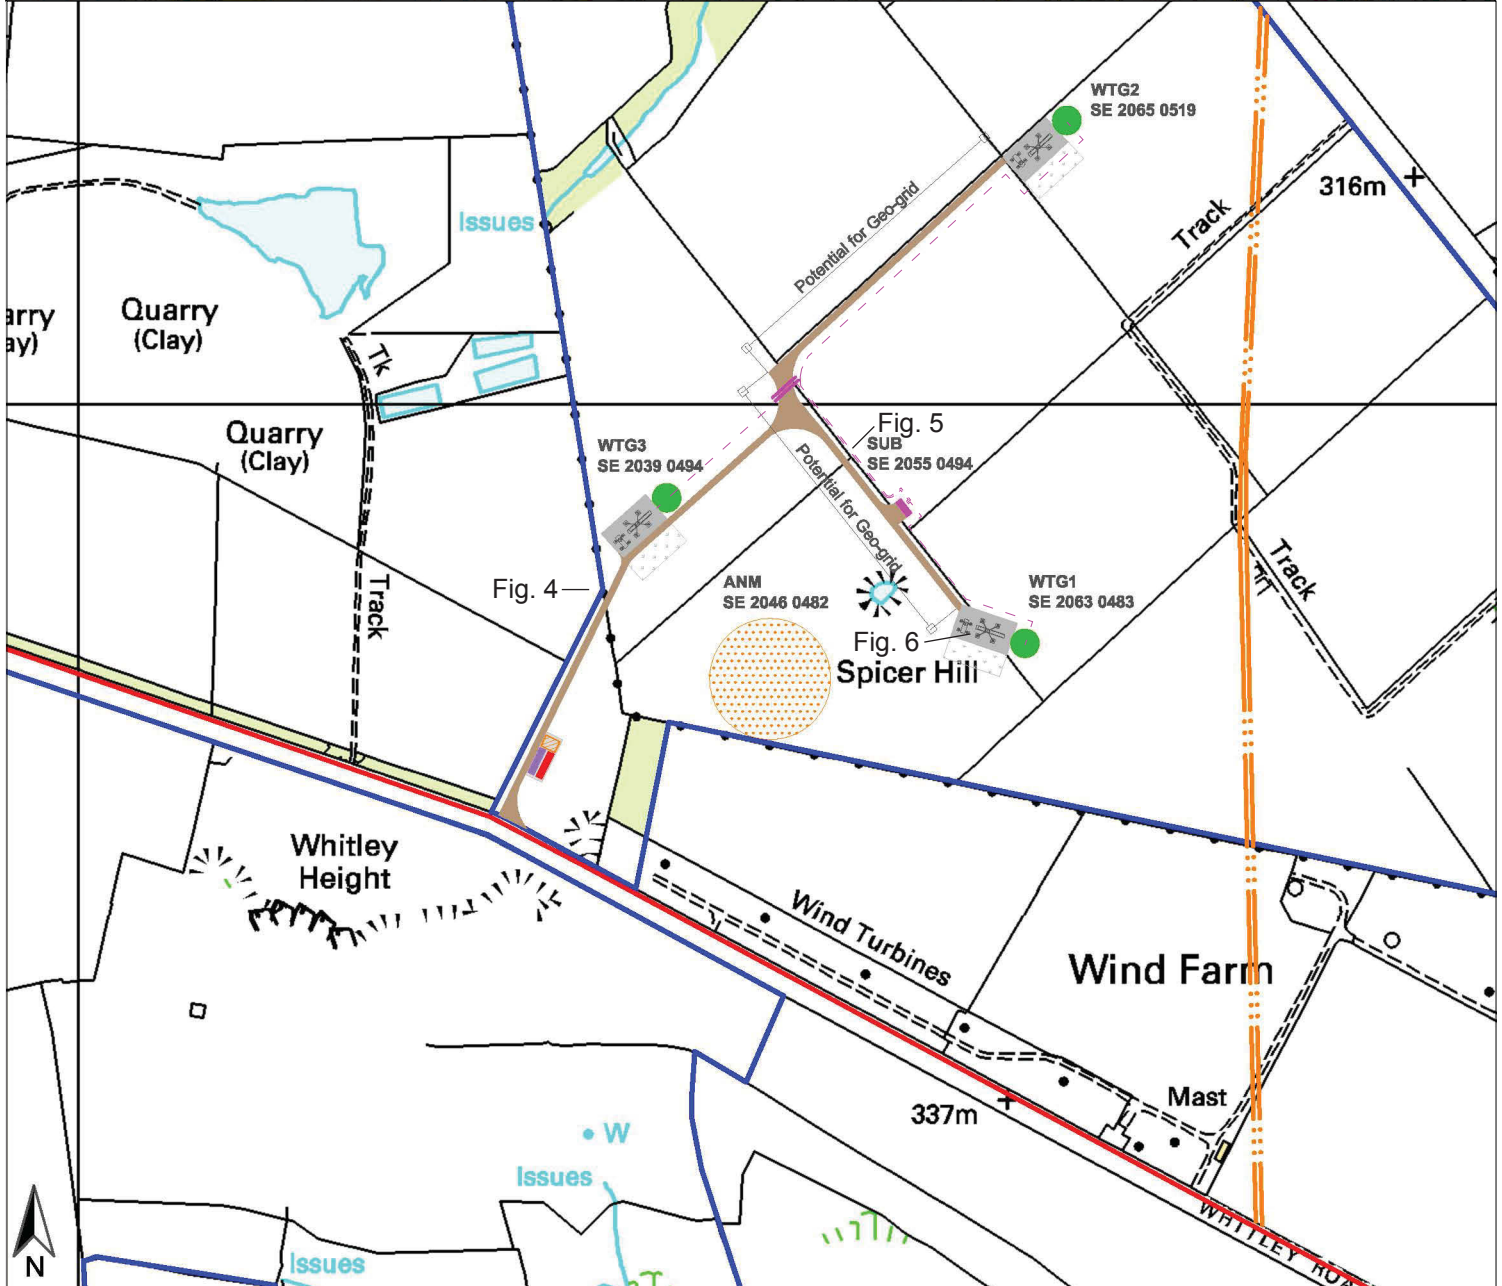 WTG2
SE 2065 0519
316m
Track
Issues
Potential for Geo-grid
Quarry
(Clay)
arry
ay)
Tk
Quarry
(Clay)
WTG3
SE 2039 0494
Fig. 5
SUB
SE 2055 0494
Potential for Geo-grid
Track
Fig. 4
Track
ANM
SE 2046 0482
WTG1
SE 2063 0483
Fig. 6
Spicer Hill
Whitley
Height
Wind Turbines
Wind Farm
Mast
337m
W
Issues
WHITLEY ROA
Issues
N